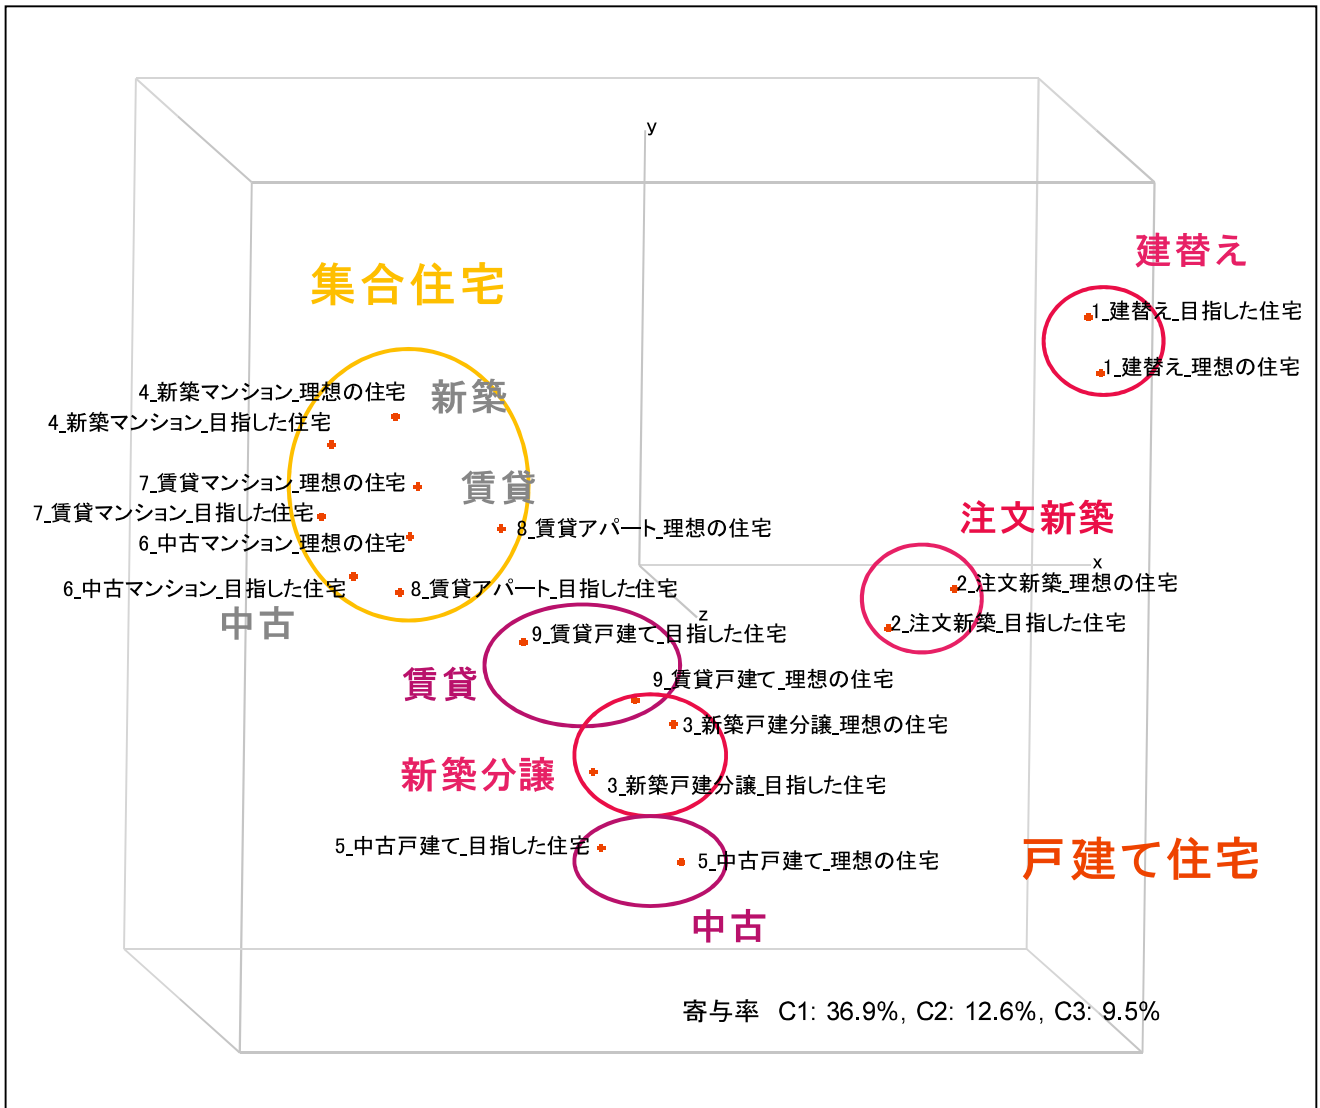 y
建替え
集合住宅
1_建替え_目指した住宅
1_建替え_理想の住宅
4_新築マンション_理想の住宅
新築
4_新築マンション_目指した住宅
7_賃貸マンション_理想の住宅
賃貸
7_賃貸マンション_目指した住宅
8_賃貸アパート_理想の住宅
注文新築
6_中古マンション_理想の住宅
x
6_中古マンション_目指した住宅
8_賃貸アパート_目指した住宅
2_注文新築_理想の住宅
中古
z
2_注文新築_目指した住宅
9_賃貸戸建て_目指した住宅
賃貸
9_賃貸戸建て_理想の住宅
3_新築戸建分譲_理想の住宅
新築分譲
3_新築戸建分譲_目指した住宅
5_中古戸建て_目指した住宅
5_中古戸建て_理想の住宅
戸建て住宅
中古
寄与率 C1: 36.9%, C2: 12.6%, C3: 9.5%